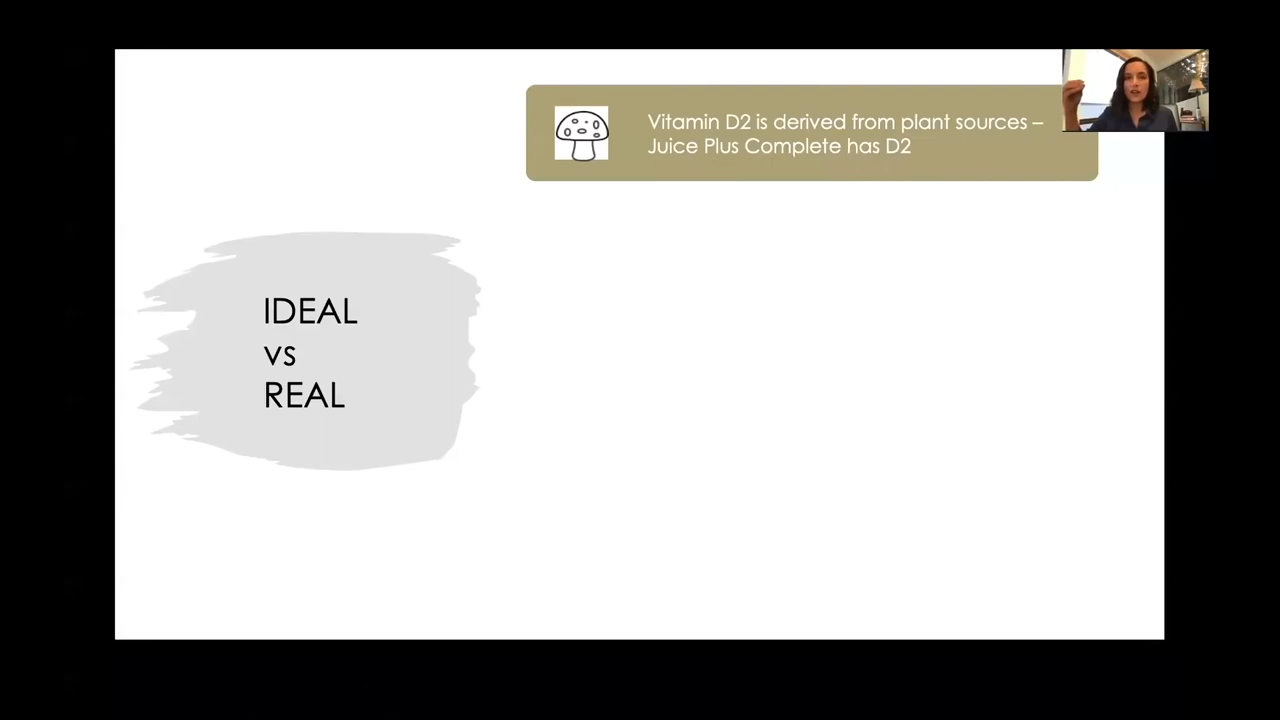 Vitamin D2 is derived from plant sources –
Juice Plus Complete has D2
IDEAL
vs
REAL